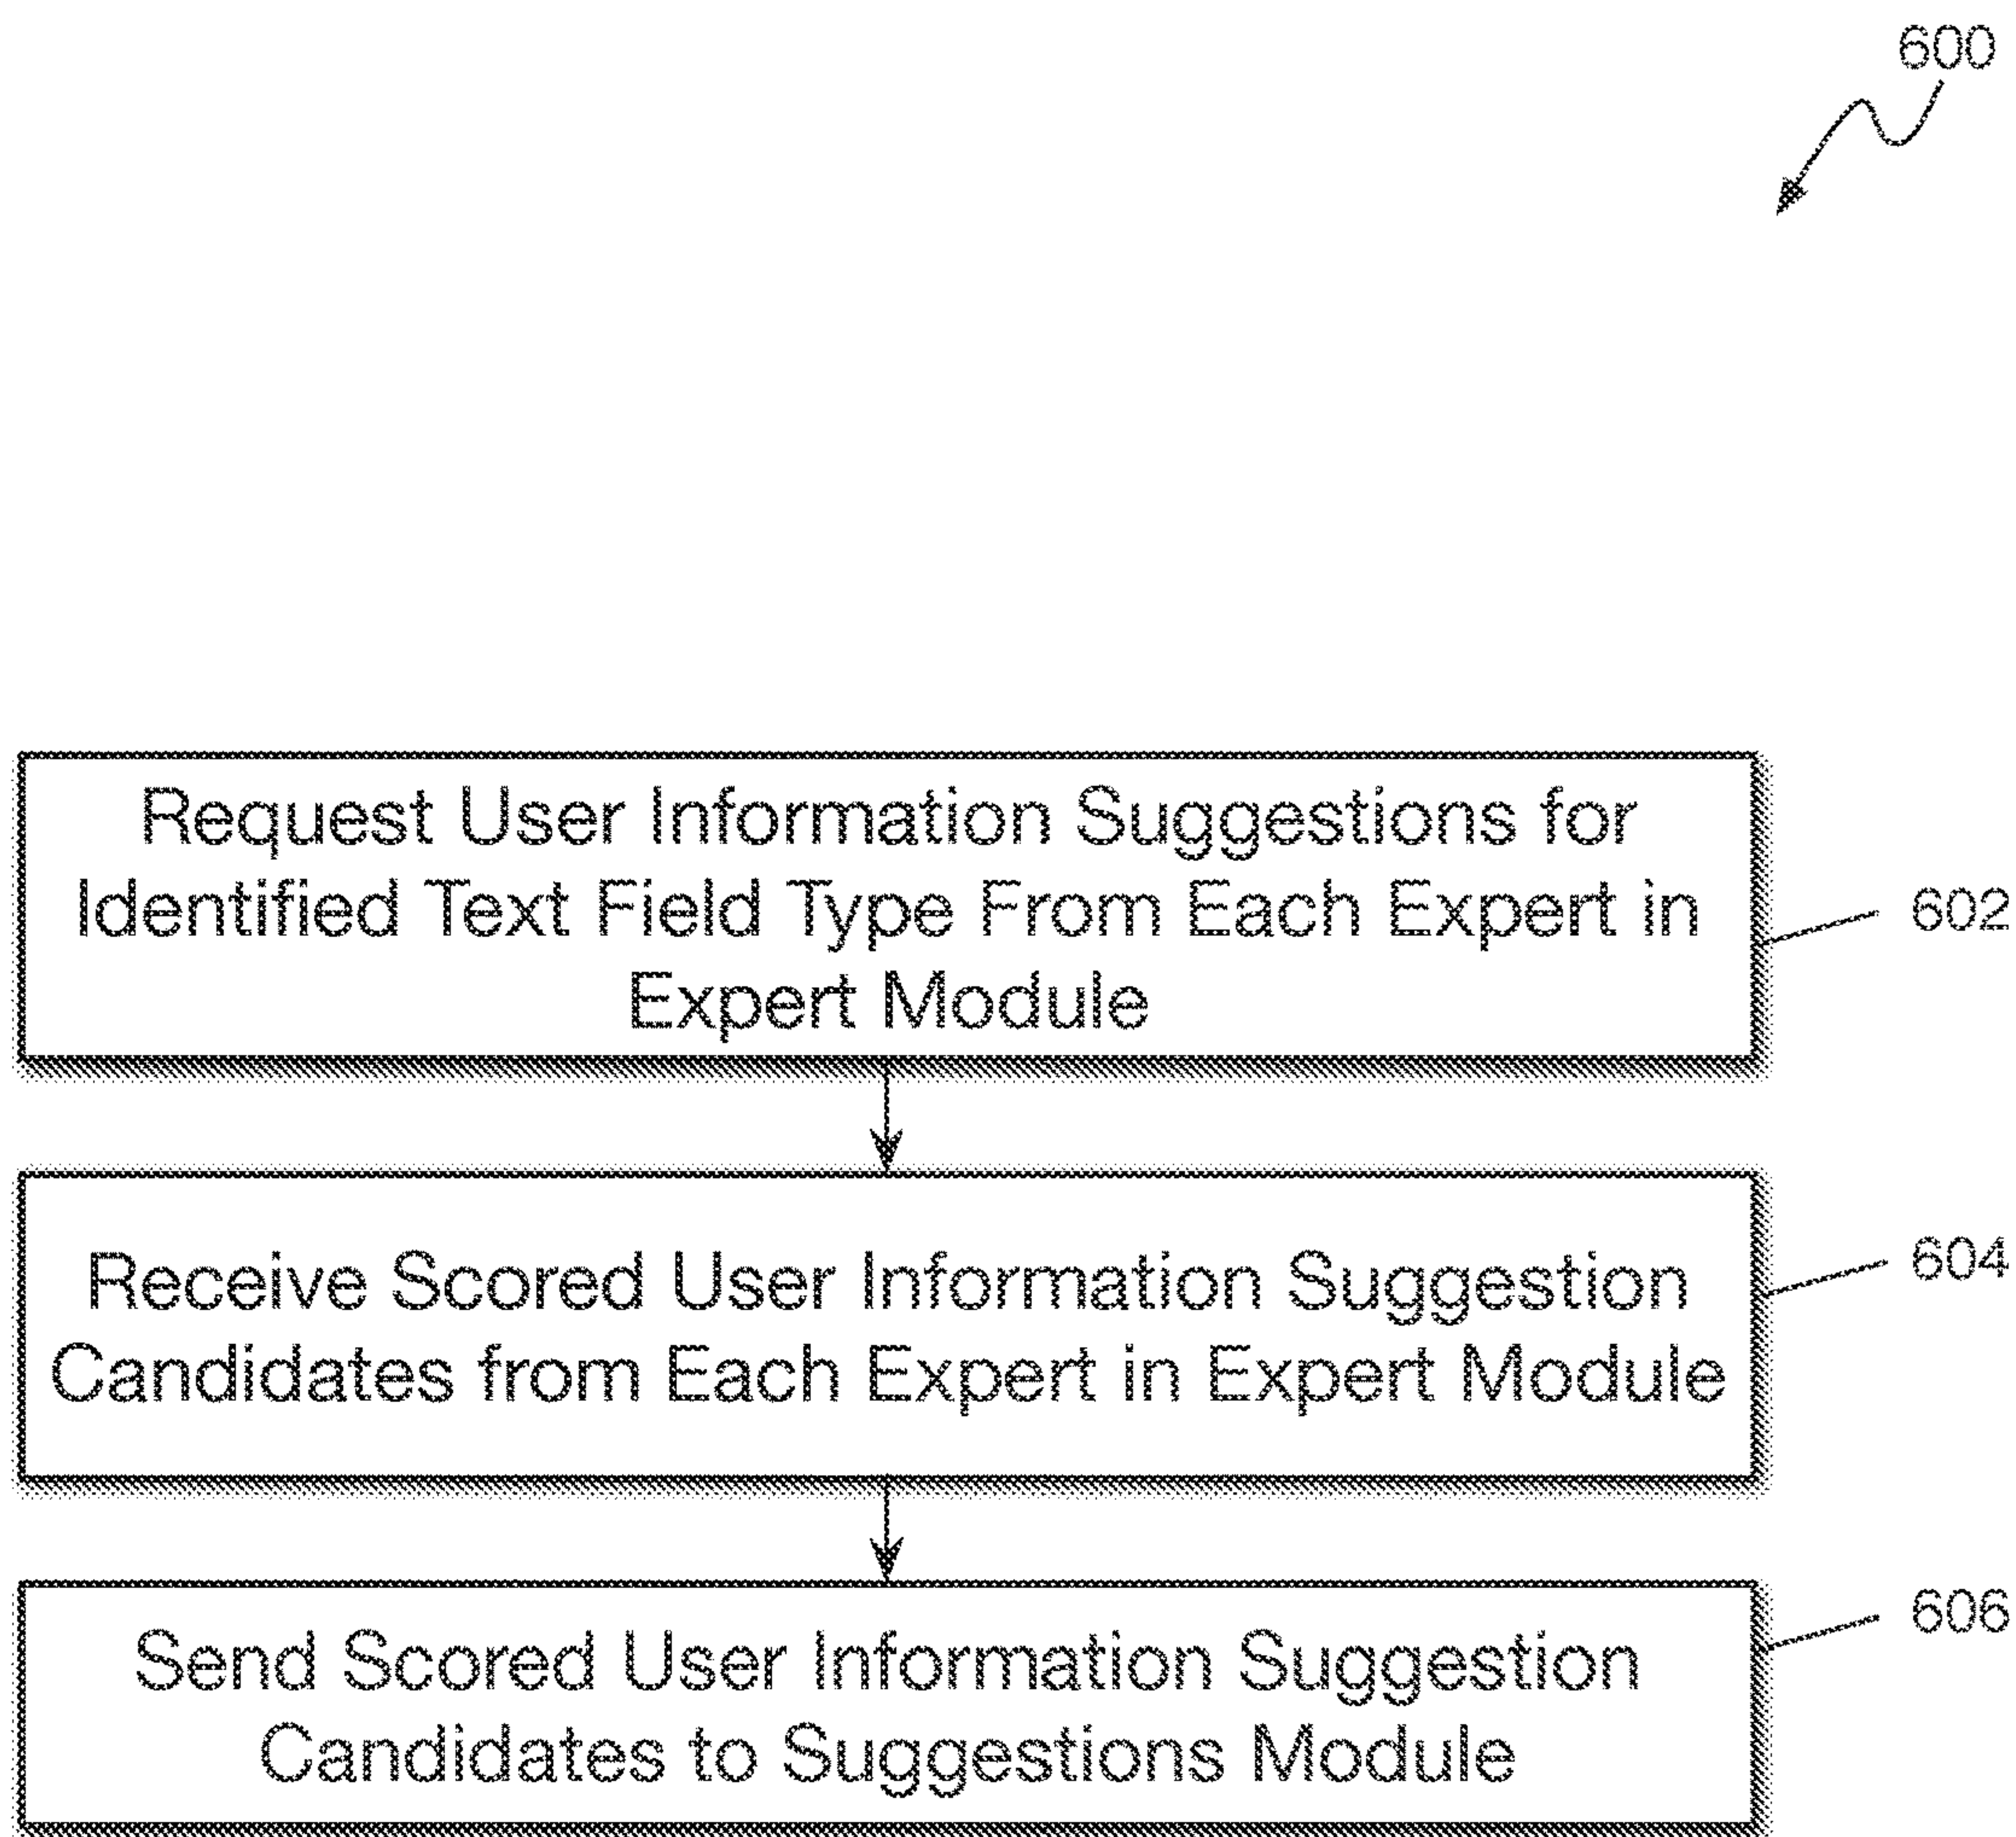 600
Request User Information Suggestions for
Identified Text Field Type From Each Expert in
Expert Module
602
Receive Scored User Information Suggestion
Candidates from Each Expert in Expert Module
604
Send Scored User Information Suggestion
Candidates to Suggestions Module
606